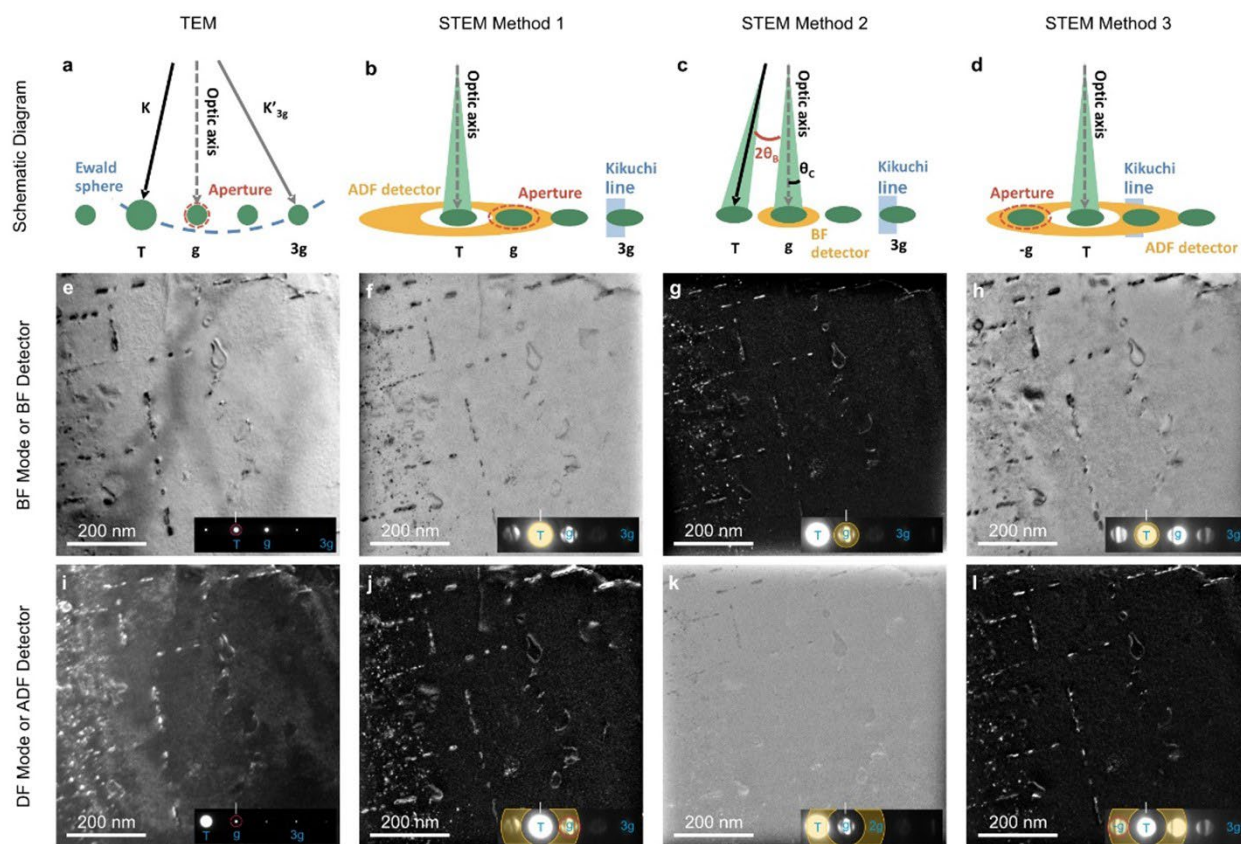 TEM
STEM Method 1
STEM Method 2
STEM Method 3
Schematic Diagram
a
K
Optic axis
K'3g
Ewald
sphere
Aperture
T
g
3g
b
Optic axis
ADF detector
Aperture
Kikuchi
line
T
g
3g
c
Optic axis
2θB
θC
Kikuchi
line
BF
detector
T
g
3g
d
Optic axis
Aperture
Kikuchi
line
ADF detector
-g
T
BF Mode or BF Detector
e
200 nm
T
g
3g
f
200 nm
T
g
3g
g
200 nm
T
g
3g
h
200 nm
T
g
3g
DF Mode or ADF Detector
i
200 nm
T
g
3g
j
200 nm
T
g
3g
k
200 nm
T
g
2g
l
200 nm
-g
T